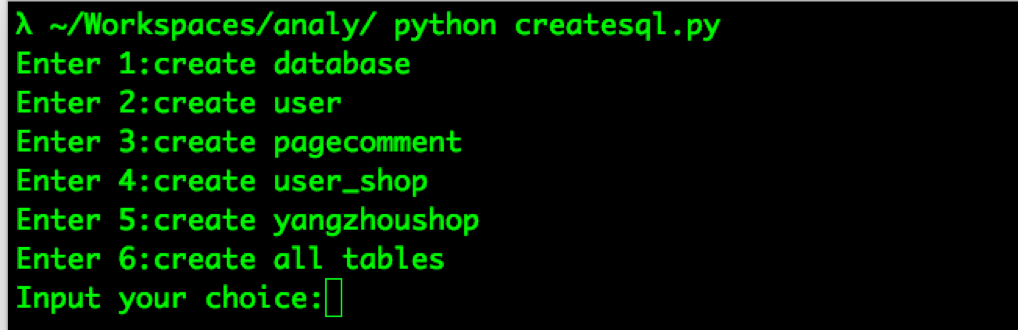 λ ~/Workspaces/analy/ python createsql.py
Enter 1:create database
Enter 2:create user
Enter 3:create pagecomment
Enter 4:create user_shop
Enter 5:create yangzhoushop
Enter 6:create all tables
Input your choice: